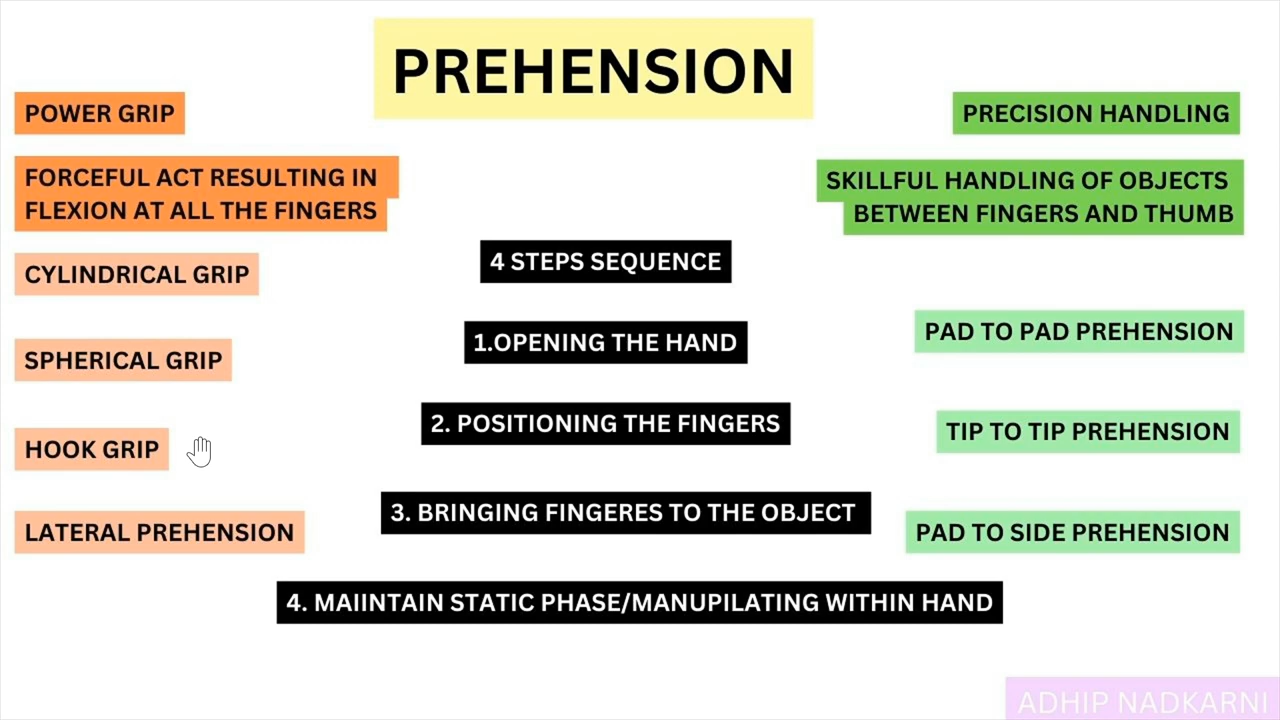 PREHENSION
POWER GRIP
FORCEFUL ACT RESULTING IN
FLEXION AT ALL THE FINGERS
CYLINDRICAL GRIP
SPHERICAL GRIP
HOOK GRIP
LATERAL PREHENSION
4 STEPS SEQUENCE
1.OPENING THE HAND
2. POSITIONING THE FINGERS
3. BRINGING FINGERES TO THE OBJECT
4. MAIINTAIN STATIC PHASE/MANUPILATING WITHIN HAND
PRECISION HANDLING
SKILLFUL HANDLING OF OBJECTS
BETWEEN FINGERS AND THUMB
PAD TO PAD PREHENSION
TIP TO TIP PREHENSION
PAD TO SIDE PREHENSION
ADHIP NADKARNI